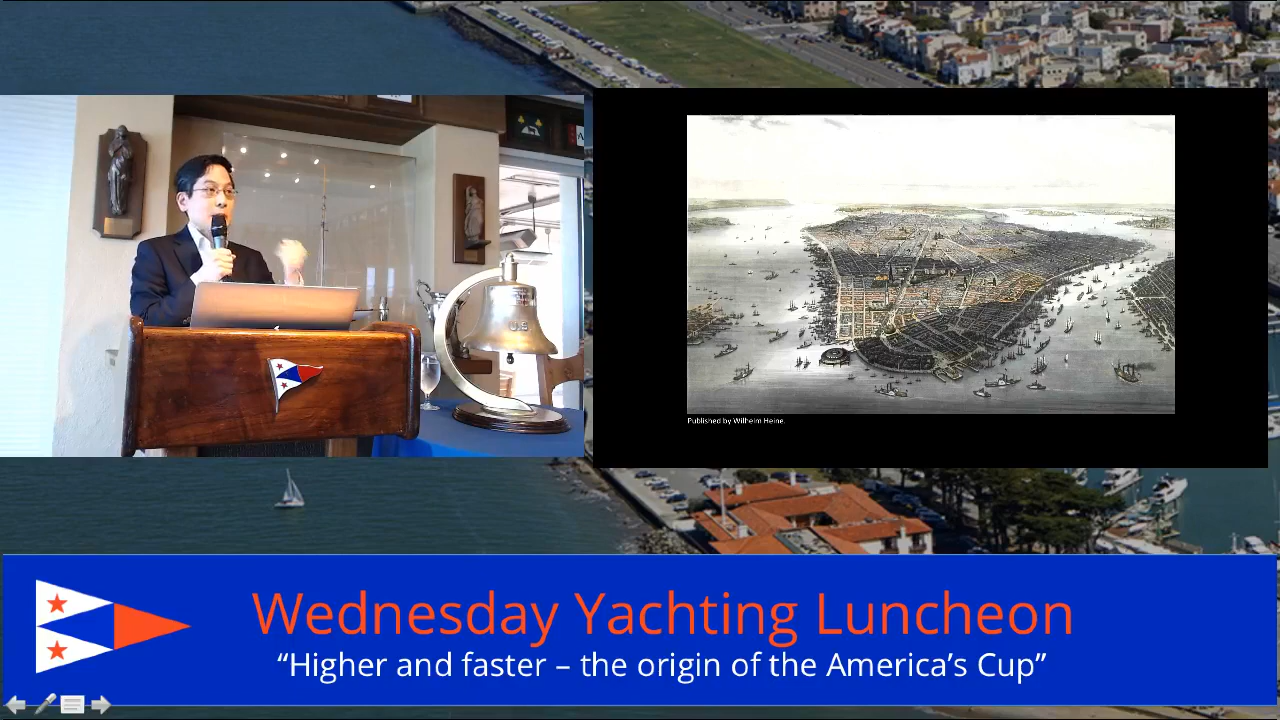 U.S
Published by Wilhelm Heine.
Wednesday Yachting Luncheon
“Higher and faster – the origin of the America’s Cup”